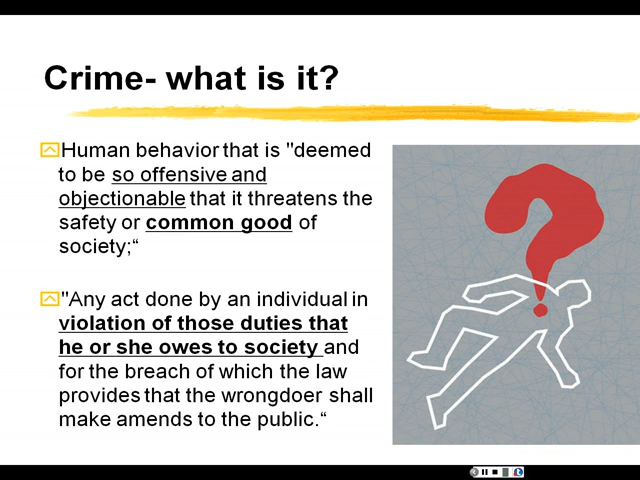 Crime- what is it?
Human behavior that is "deemed
to be so offensive and
objectionable that it threatens the
safety or common good of
society;“
"Any act done by an individual in
violation of those duties that
he or she owes to society and
for the breach of which the law
provides that the wrongdoer shall
make amends to the public.“